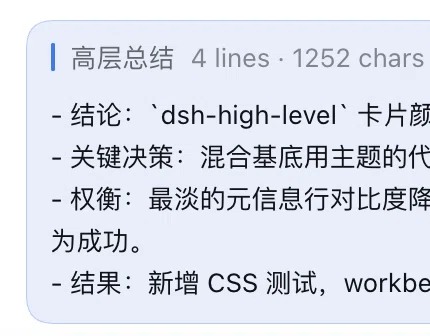 高层总结 4 lines · 1252 chars
- 结论：`dsh-high-level` 卡片颜
- 关键决策：混合基底用主题的代
- 权衡：最淡的元信息行对比度降
为成功。
- 结果：新增 CSS 测试，workbe